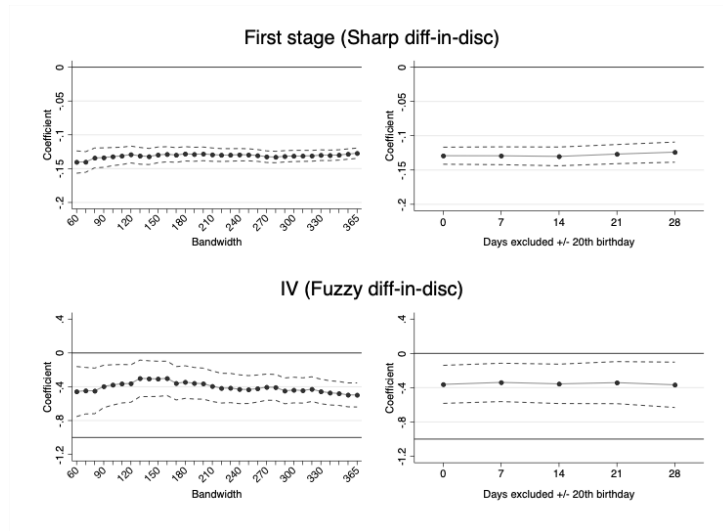 First stage (Sharp diff-in-disc)
Coefficient
0
-.05
-.1
-.15
-.2
60 90 120 150 180 210 240 270 300 330 365
Bandwidth
Coefficient
0
-.05
-.1
-.15
-.2
0 7 14 21 28
Days excluded +/- 20th birthday
IV (Fuzzy diff-in-disc)
Coefficient
.4
0
-.4
-.8
-1.2
60 90 120 150 180 210 240 270 300 330 365
Bandwidth
Coefficient
.4
0
-.4
-.8
-1.2
0 7 14 21 28
Days excluded +/- 20th birthday